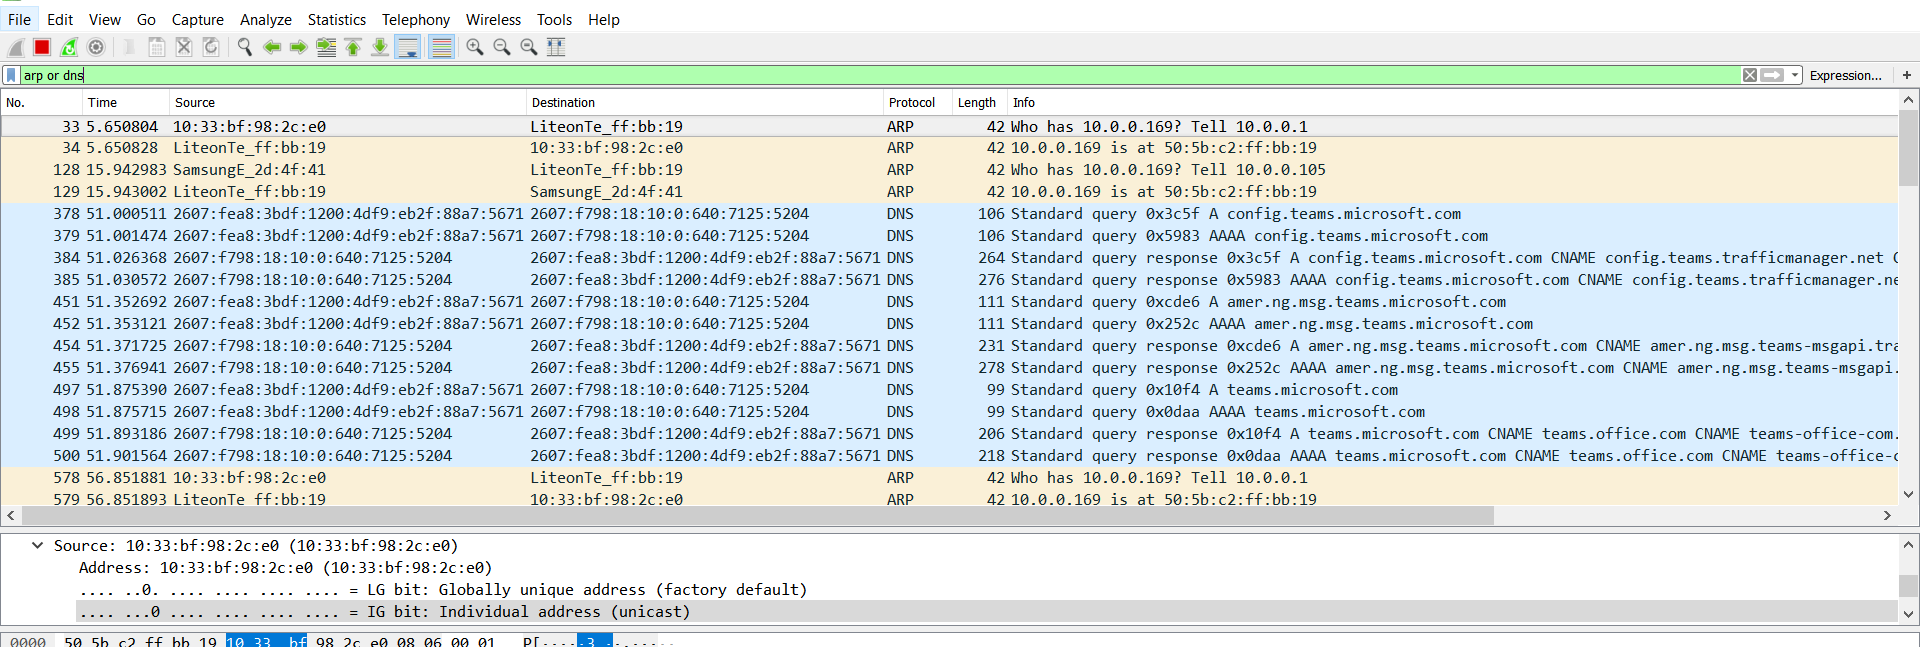 File Edit View Go Capture Analyze Statistics Telephony Wireless Tools Help
arp or dns Expression... +
No. Time Source Destination Protocol Length Info
33 5.650804 10:33:bf:98:2c:e0 LiteonTe_ff:bb:19 ARP 42 Who has 10.0.0.169? Tell 10.0.0.1
34 5.650828 LiteonTe_ff:bb:19 10:33:bf:98:2c:e0 ARP 42 10.0.0.169 is at 50:5b:c2:ff:bb:19
128 15.942983 SamsungE_2d:4f:41 LiteonTe_ff:bb:19 ARP 42 Who has 10.0.0.169? Tell 10.0.0.105
129 15.943002 LiteonTe_ff:bb:19 SamsungE_2d:4f:41 ARP 42 10.0.0.169 is at 50:5b:c2:ff:bb:19
378 51.000511 2607:fea8:3bdf:1200:4df9:eb2f:88a7:5671 2607:f798:18:10:0:640:7125:5204 DNS 106 Standard query 0x3c5f A config.teams.microsoft.com
379 51.001474 2607:fea8:3bdf:1200:4df9:eb2f:88a7:5671 2607:f798:18:10:0:640:7125:5204 DNS 106 Standard query 0x5983 AAAA config.teams.microsoft.com
384 51.026368 2607:f798:18:10:0:640:7125:5204 2607:fea8:3bdf:1200:4df9:eb2f:88a7:5671 DNS 264 Standard query response 0x3c5f A config.teams.microsoft.com CNAME config.teams.trafficmanager.net C
385 51.030572 2607:f798:18:10:0:640:7125:5204 2607:fea8:3bdf:1200:4df9:eb2f:88a7:5671 DNS 276 Standard query response 0x5983 AAAA config.teams.microsoft.com CNAME config.teams.trafficmanager.ne
451 51.352692 2607:fea8:3bdf:1200:4df9:eb2f:88a7:5671 2607:f798:18:10:0:640:7125:5204 DNS 111 Standard query 0xcde6 A amer.ng.msg.teams.microsoft.com
452 51.353121 2607:fea8:3bdf:1200:4df9:eb2f:88a7:5671 2607:f798:18:10:0:640:7125:5204 DNS 111 Standard query 0x252c AAAA amer.ng.msg.teams.microsoft.com
454 51.371725 2607:f798:18:10:0:640:7125:5204 2607:fea8:3bdf:1200:4df9:eb2f:88a7:5671 DNS 231 Standard query response 0xcde6 A amer.ng.msg.teams.microsoft.com CNAME amer.ng.msg.teams-msgapi.tra
455 51.376941 2607:f798:18:10:0:640:7125:5204 2607:fea8:3bdf:1200:4df9:eb2f:88a7:5671 DNS 278 Standard query response 0x252c AAAA amer.ng.msg.teams.microsoft.com CNAME amer.ng.msg.teams-msgapi.
497 51.875390 2607:fea8:3bdf:1200:4df9:eb2f:88a7:5671 2607:f798:18:10:0:640:7125:5204 DNS 99 Standard query 0x10f4 A teams.microsoft.com
498 51.875715 2607:fea8:3bdf:1200:4df9:eb2f:88a7:5671 2607:f798:18:10:0:640:7125:5204 DNS 99 Standard query 0x0daa AAAA teams.microsoft.com
499 51.893186 2607:f798:18:10:0:640:7125:5204 2607:fea8:3bdf:1200:4df9:eb2f:88a7:5671 DNS 206 Standard query response 0x10f4 A teams.microsoft.com CNAME teams.office.com CNAME teams-office-com.
500 51.901564 2607:f798:18:10:0:640:7125:5204 2607:fea8:3bdf:1200:4df9:eb2f:88a7:5671 DNS 218 Standard query response 0x0daa AAAA teams.microsoft.com CNAME teams.office.com CNAME teams-office-c
578 56.851881 10:33:bf:98:2c:e0 LiteonTe_ff:bb:19 ARP 42 Who has 10.0.0.169? Tell 10.0.0.1
579 56.851893 LiteonTe_ff:bb:19 10:33:bf:98:2c:e0 ARP 42 10.0.0.169 is at 50:5b:c2:ff:bb:19
Source: 10:33:bf:98:2c:e0 (10:33:bf:98:2c:e0)
Address: 10:33:bf:98:2c:e0 (10:33:bf:98:2c:e0)
.... ..0. .... .... .... .... = LG bit: Globally unique address (factory default)
.... ...0 .... .... .... .... = IG bit: Individual address (unicast)
0000 50 5b c2 ff bb 19 10 33 bf 98 2c e0 08 06 00 01